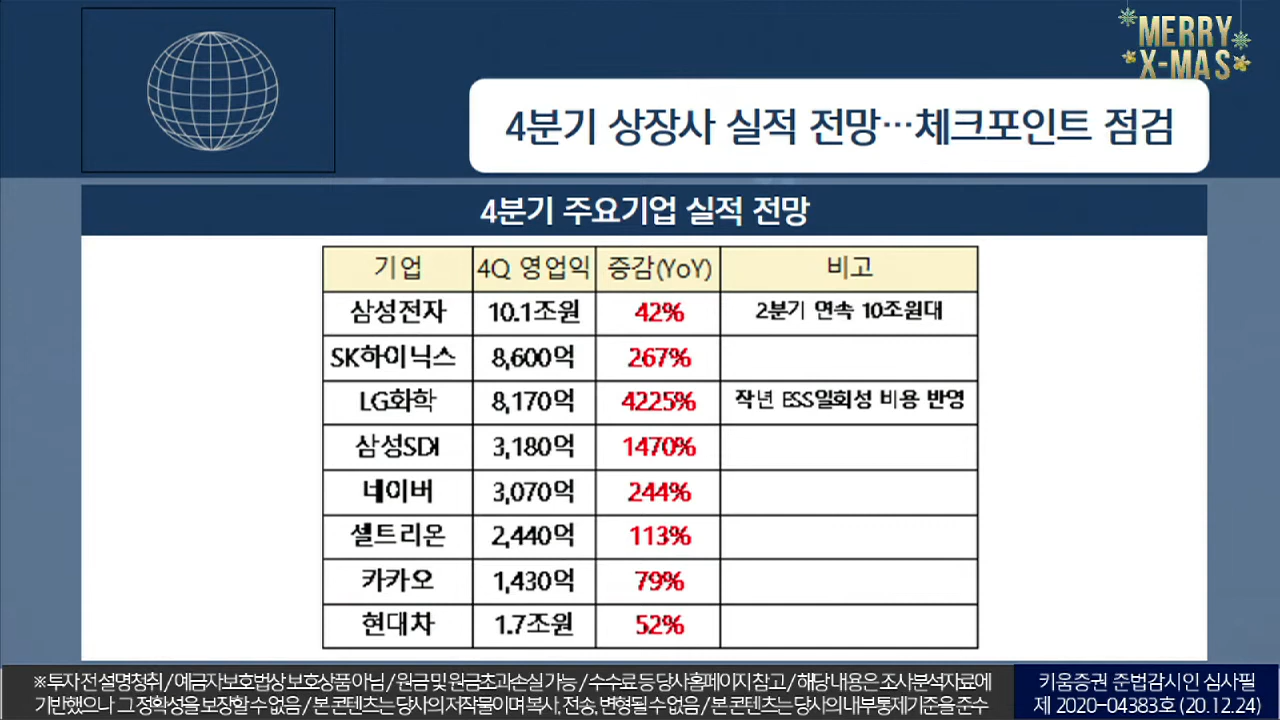 MERRY
X-MAS
4분기 상장사 실적 전망…체크포인트 점검
4분기 주요기업 실적 전망
기업 4Q 영업익 증감(YoY) 비고
삼성전자 10.1조원 42% 2분기 연속 10조원대
SK하이닉스 8,600억 267%
LG화학 8,170억 4225% 작년 ESS일회성 비용 반영
삼성SDI 3,180억 1470%
네이버 3,070억 244%
셀트리온 2,440억 113%
카카오 1,430억 79%
현대차 1.7조원 52%
※ 투자 전 설명청취 / 예금자보호법상 보호상품 아님 / 원금 및 원금초과손실 가능 / 수수료 등 당사홈페이지 참고 / 해당 내용은 조사분석자료에
기반했으나 그 정확성을 보장할 수 없음 / 본 콘텐츠는 당사의 저작물이며 복사, 전송, 변형될 수 없음 / 본 콘텐츠는 당사의 내부통제기준을 준수
키움증권 준법감시인 심사필
제 2020-04383호 (20.12.24)